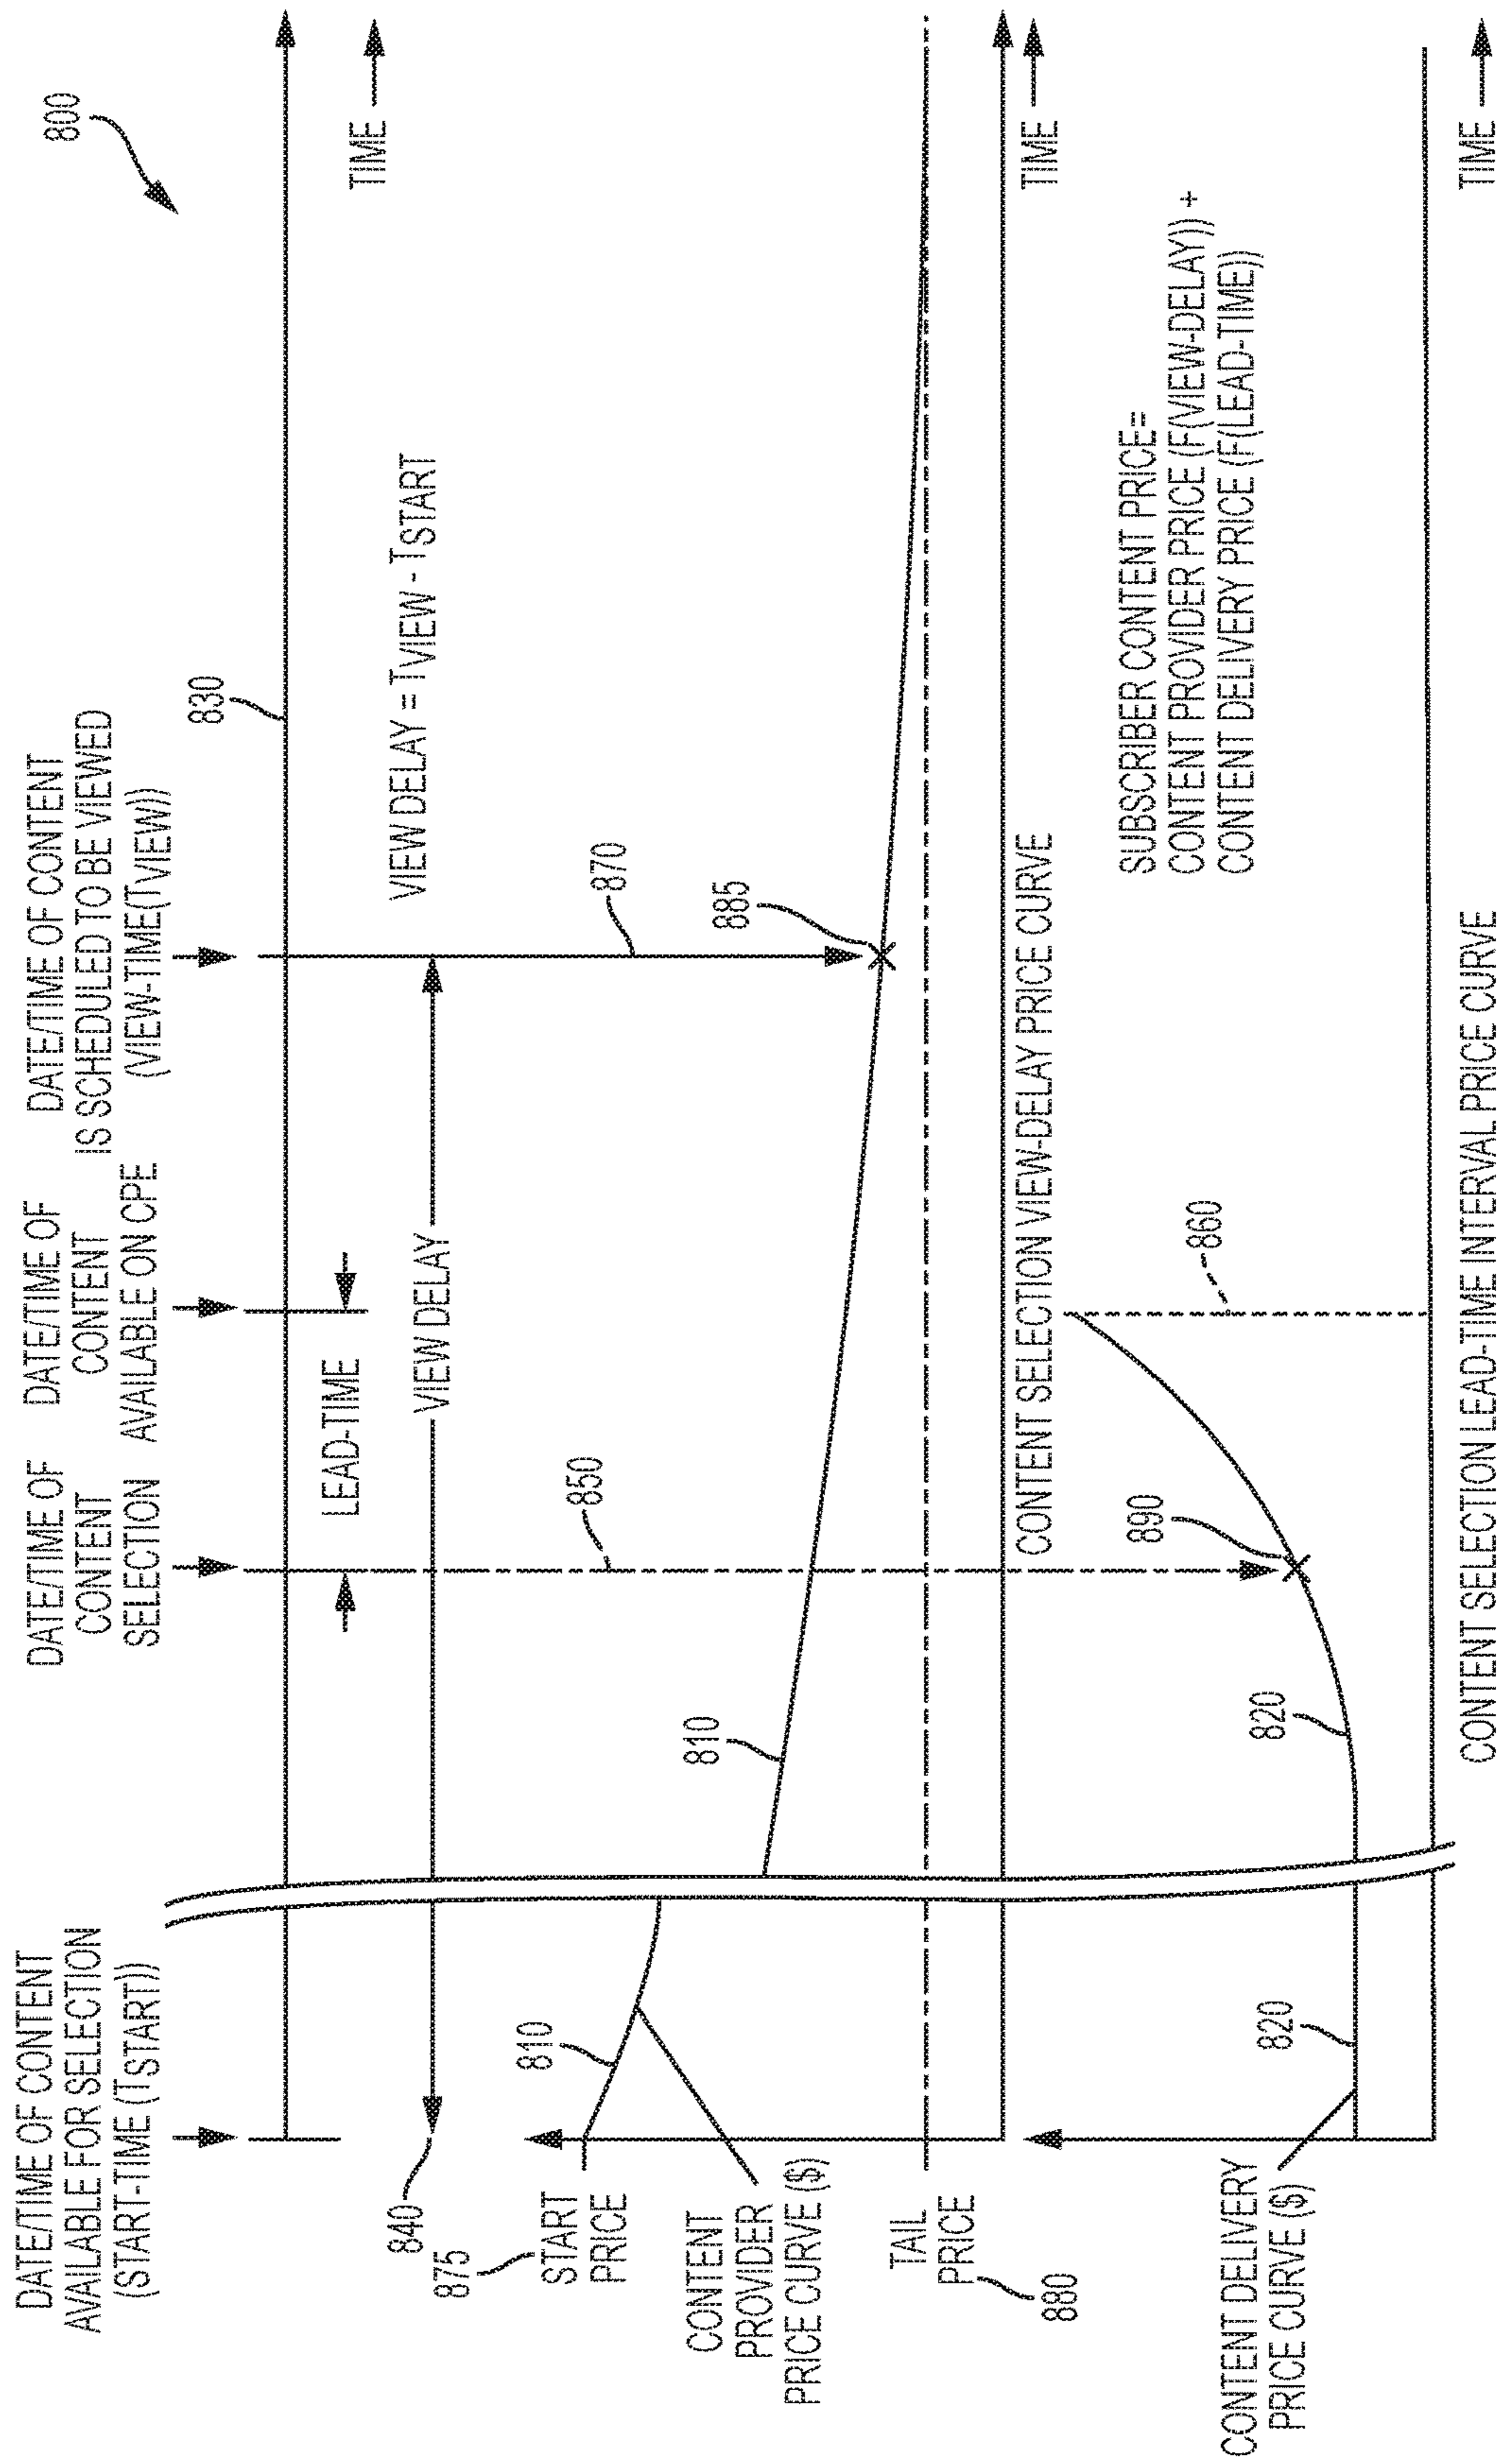 800
DATE/TIME OF CONTENT
AVAILABLE FOR SELECTION
(START-TIME (TSTART))
DATE/TIME OF
CONTENT
SELECTION
DATE/TIME OF
CONTENT
AVAILABLE ON CPE
DATE/TIME OF CONTENT
IS SCHEDULED TO BE VIEWED
(VIEW-TIME(TVIEW))
830
TIME
LEAD-TIME
VIEW DELAY
VIEW DELAY = TVIEW - TSTART
840
875
START
PRICE
810
850
870
CONTENT
PROVIDER
PRICE CURVE ($)
810
885
TAIL
PRICE
880
CONTENT SELECTION VIEW-DELAY PRICE CURVE
TIME
SUBSCRIBER CONTENT PRICE=
CONTENT PROVIDER PRICE (F(VIEW-DELAY)) +
CONTENT DELIVERY PRICE (F(LEAD-TIME))
890
860
CONTENT DELIVERY
PRICE CURVE ($)
820
820
CONTENT SELECTION LEAD-TIME INTERVAL PRICE CURVE
TIME